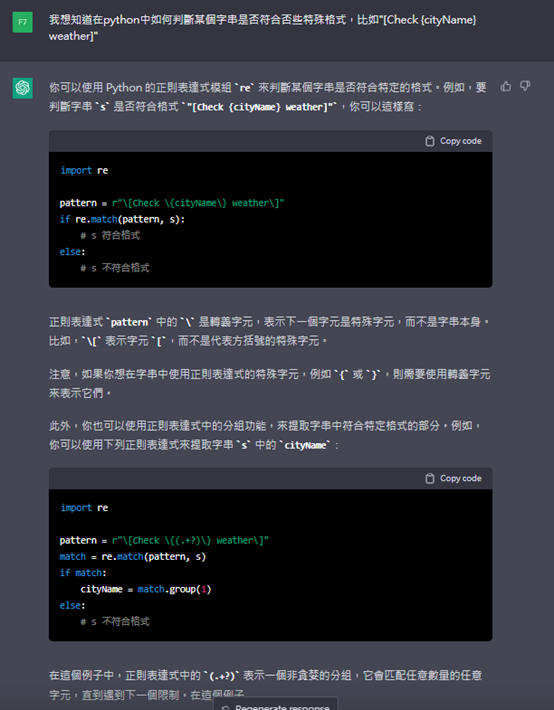 F7
我想知道在python中如何判斷某個字串是否符合否些特殊格式，比如"[Check {cityName}
weather]"
你可以使用 Python 的正則表達式模組 `re` 來判斷某個字串是否符合特定的格式。例如，要
判斷字串 `s` 是否符合格式 `"[Check {cityName} weather]"`，你可以這樣寫：
Copy code
import re
pattern = r"\[Check \{cityName\} weather\]"
if re.match(pattern, s):
# s 符合格式
else:
# s 不符合格式
正則表達式 `pattern` 中的 `\` 是轉義字元，表示下一個字元是特殊字元，而不是字串本身。
比如，`\[` 表示字元 `[`，而不是代表方括號的特殊字元。
注意，如果你想在字串中使用正則表達式的特殊字元，例如 `{` 或 `}`，則需要使用轉義字元
來表示它們。
此外，你也可以使用正則表達式中的分組功能，來提取字串中符合特定格式的部分。例如，
你可以使用下列正則表達式來提取字串 `s` 中的 `cityName`：
Copy code
import re
pattern = r"\[Check \{(.+?)\} weather\]"
match = re.match(pattern, s)
if match:
cityName = match.group(1)
else:
# s 不符合格式
在這個例子中，正則表達式中的 `(.+?)` 表示一個非貪婪的分組，它會匹配任意數量的任意
字元，直到遇到下一個限制。在這個例子
Regenerate response